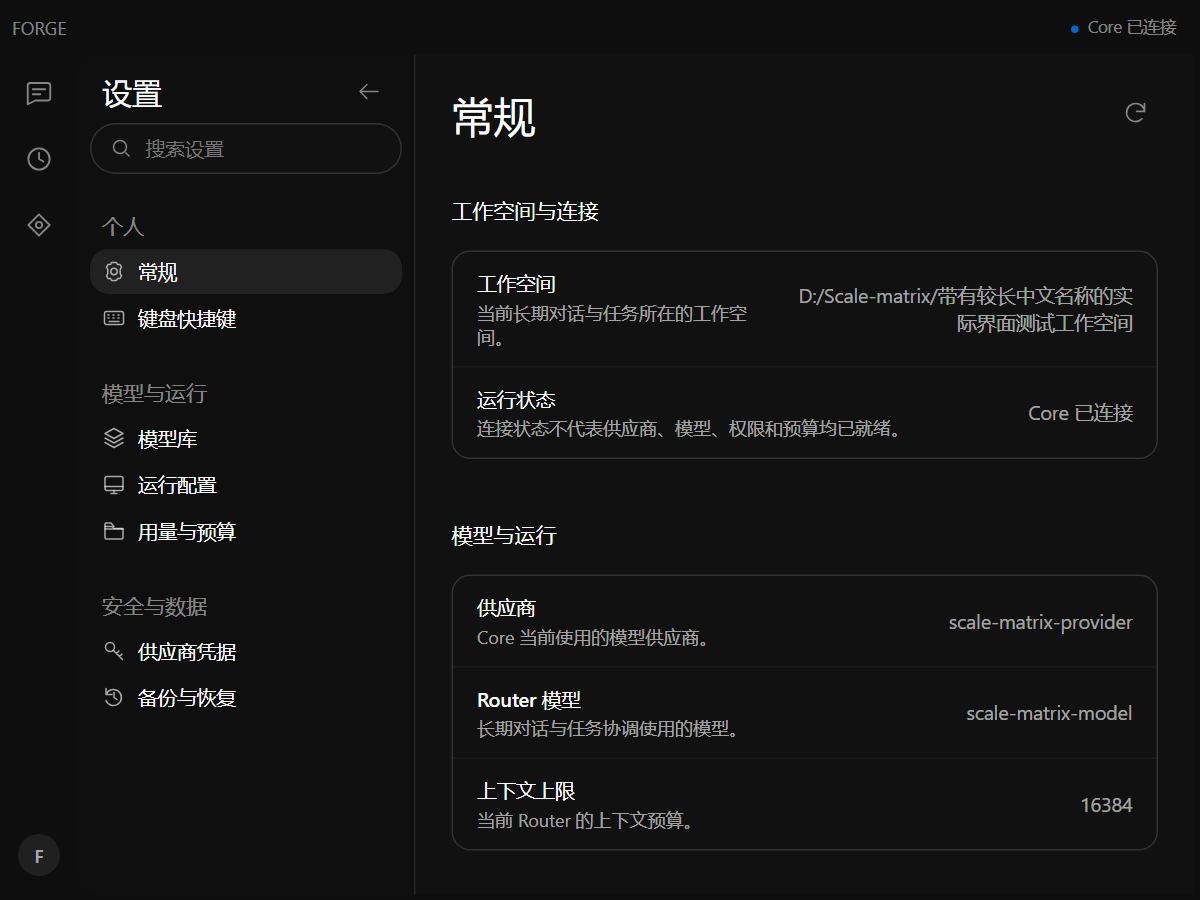 FORGE
Core 已连接
设置
搜索设置
个人
常规
键盘快捷键
模型与运行
模型库
运行配置
用量与预算
安全与数据
供应商凭据
备份与恢复
F
常规
工作空间与连接
工作空间
当前长期对话与任务所在的工作空
间。
D:/Scale-matrix/带有较长中文名称的实
际界面测试工作空间
运行状态
连接状态不代表供应商、模型、权限和预算均已就绪。
Core 已连接
模型与运行
供应商
Core 当前使用的模型供应商。
scale-matrix-provider
Router 模型
长期对话与任务协调使用的模型。
scale-matrix-model
上下文上限
当前 Router 的上下文预算。
16384